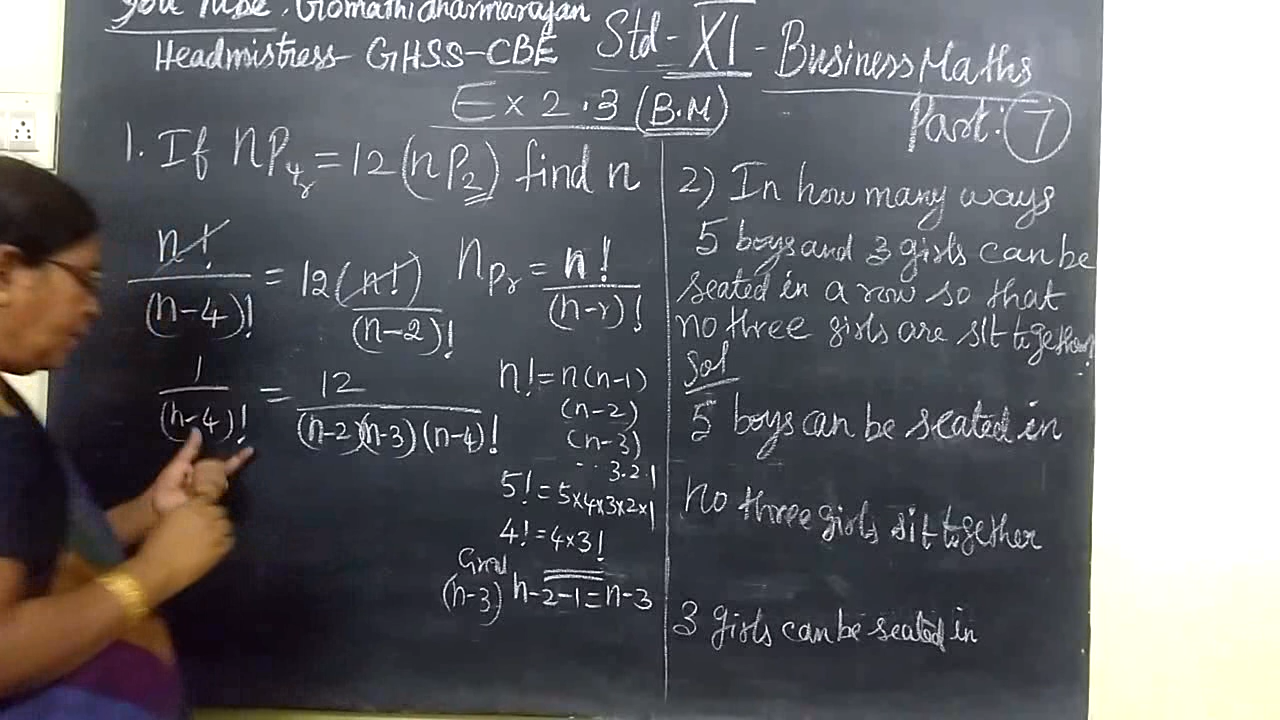 You Tube. Gomathidharmarajan
Headmistress- GHSS-CBE
Std - XI - Business Maths
Ex 2.3 (B.M)
Part: 7
1. If nP₄ᵣ = 12(nP₂) find n
n!/(n-4)! = 12(n!)/(n-2)!
nPᵣ = n!/(n-r)!
1/(n-4)! = 12/(n-2)(n-3)(n-4)!
n! = n(n-1)
(n-2)
(n-3)
... 3.2.1
5! = 5x4x3x2x1
4! = 4x3!
(n-3) n-2-1 = n-3
2) In how many ways
5 boys and 3 girls can be
seated in a row so that
no three girls are sit together?
Sol
5 boys can be seated in
no three girls sit together
3 girls can be seated in